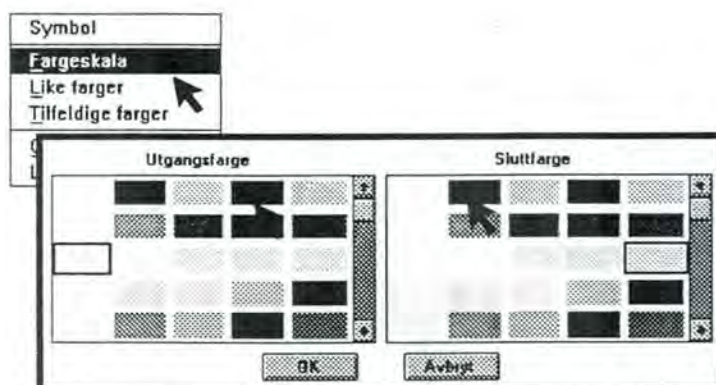 Symbol
Fargeskala
Like farger
Tilfeldige farger
Utgangsfarge
Sluttfarge
OK
Avbryt